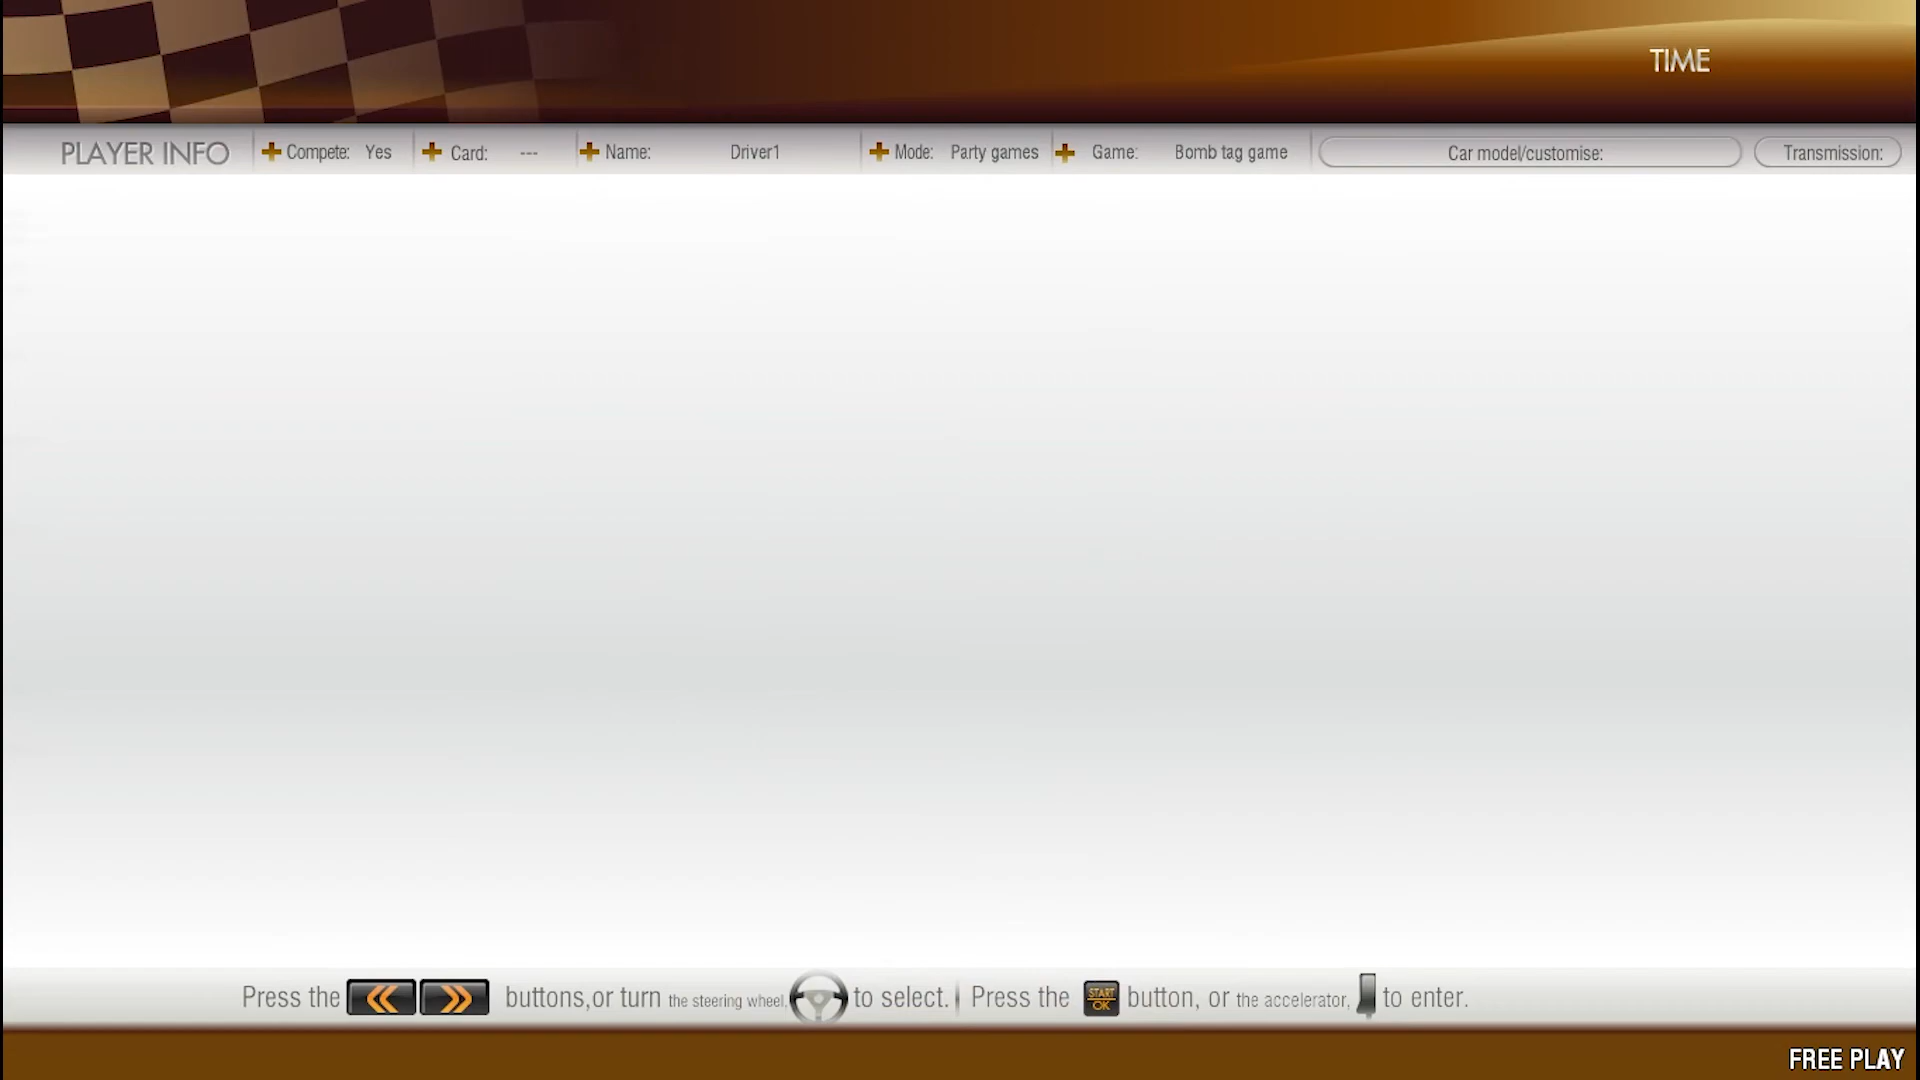 TIME
PLAYER INFO Compete: Yes Card: --- Name: Driver1 Mode: Party games Game: Bomb tag game Car model/customise: Transmission:
Press the buttons,or turn the steering wheel, to select. Press the START OK button, or the accelerator, to enter.
FREE PLAY